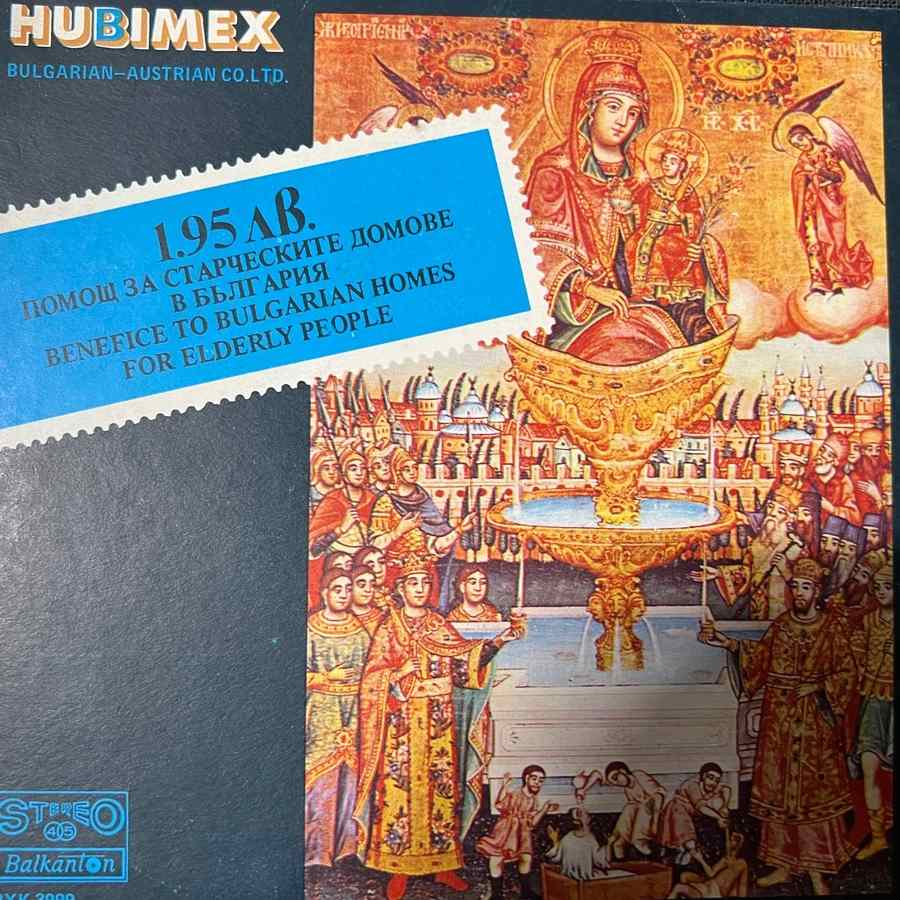 HUBIMEX
BULGARIAN–AUSTRIAN CO.LTD.
1.95 лв.
ПОМОЩ ЗА СТАРЧЕСКИТЕ ДОМОВЕ
В БЪЛГАРИЯ
BENEFICE TO BULGARIAN HOMES
FOR ELDERLY PEOPLE
STEREO
45
Balkanton